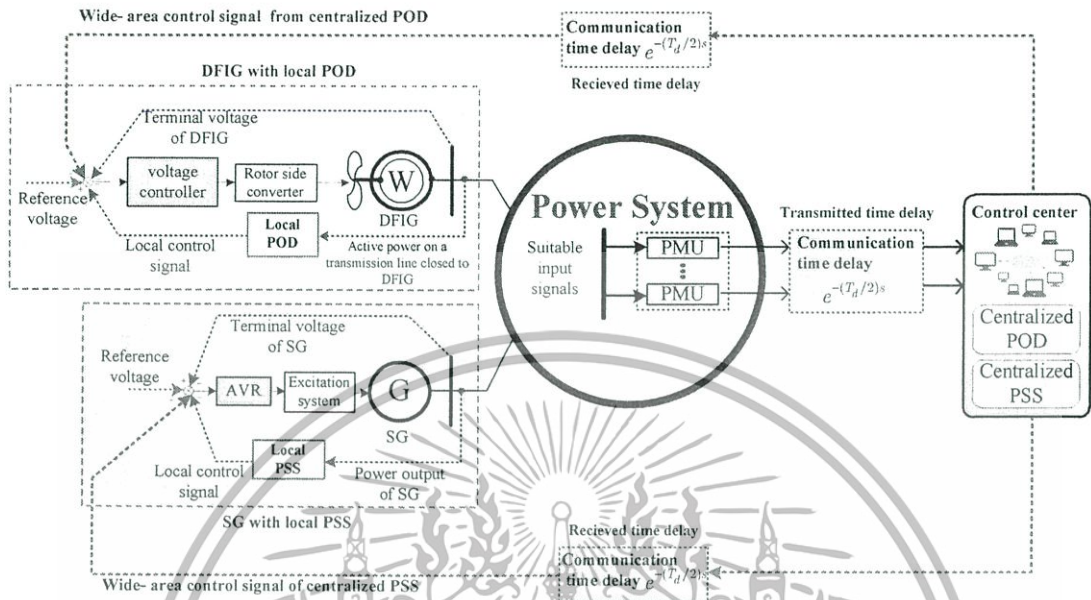 Wide- area control signal from centralized POD
Communication
time delay e^{-(T_d/2)s}
Recieved time delay
DFIG with local POD
Terminal voltage
of DFIG
voltage
controller
Rotor side
converter
W
DFIG
Reference
voltage
Local
POD
Local control
signal
Active power on a
transmission line closed to
DFIG
Power System
Suitable
input
signals
PMU
PMU
Transmitted time delay
Communication
time delay
e^{-(T_d/2)s}
Control center
Centralized
POD
Centralized
PSS
Terminal voltage
of SG
Reference
voltage
AVR
Excitation
system
G
SG
Local
PSS
Local control
signal
Power output
of SG
SG with local PSS
Recieved time delay
Communication
time delay e^{-(T_d/2)s}
Wide- area control signal of centralized PSS